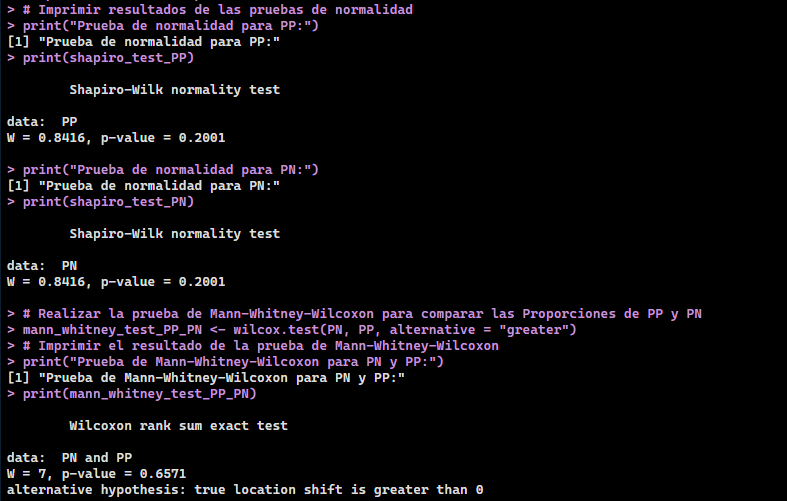 > # Imprimir resultados de las pruebas de normalidad
> print("Prueba de normalidad para PP:")
[1] "Prueba de normalidad para PP:"
> print(shapiro_test_PP)
Shapiro-Wilk normality test
data:  PP
W = 0.8416, p-value = 0.2001
> print("Prueba de normalidad para PN:")
[1] "Prueba de normalidad para PN:"
> print(shapiro_test_PN)
Shapiro-Wilk normality test
data:  PN
W = 0.8416, p-value = 0.2001
> # Realizar la prueba de Mann-Whitney-Wilcoxon para comparar las Proporciones de PP y PN
> mann_whitney_test_PP_PN <- wilcox.test(PN, PP, alternative = "greater")
> # Imprimir el resultado de la prueba de Mann-Whitney-Wilcoxon
> print("Prueba de Mann-Whitney-Wilcoxon para PN y PP:")
[1] "Prueba de Mann-Whitney-Wilcoxon para PN y PP:"
> print(mann_whitney_test_PP_PN)
Wilcoxon rank sum exact test
data:  PN and PP
W = 7, p-value = 0.6571
alternative hypothesis: true location shift is greater than 0